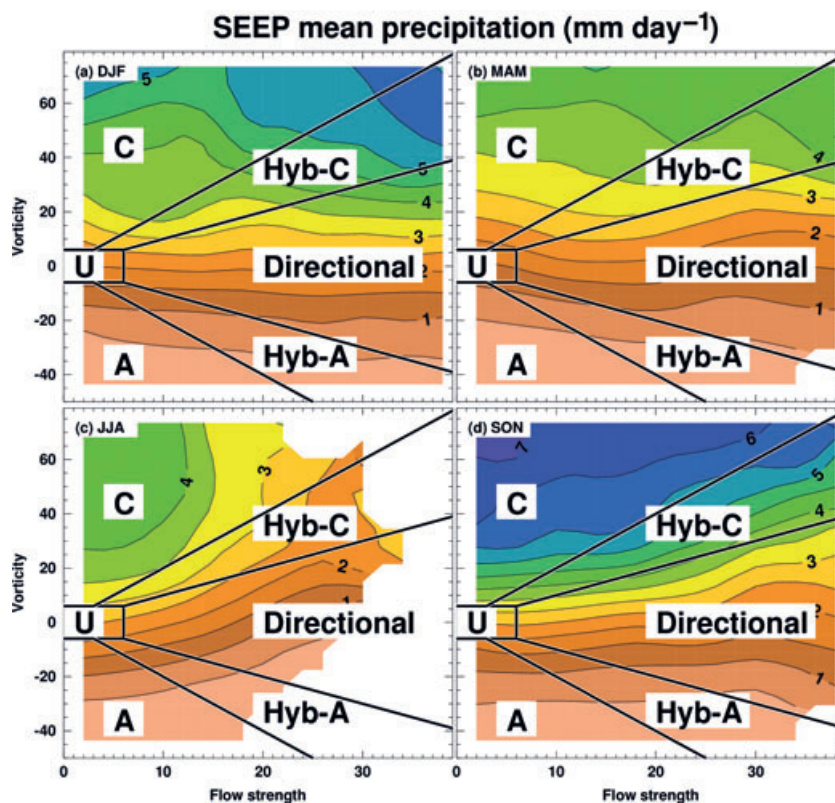 SEEP mean precipitation (mm day⁻¹)
(a) DJF
5
60
C
40
Hyb-C
5
4
20
3
Vorticity
0
U
Directional
2
-20
1
A
Hyb-A
-40
(b) MAM
C
4
Hyb-C
3
2
U
Directional
1
A
Hyb-A
(c) JJA
60
3
C
4
40
Hyb-C
20
2
Vorticity
1
0
U
Directional
-20
A
Hyb-A
-40
0 10 20 30
Flow strength
(d) SON
7
6
C
5
Hyb-C
4
3
2
U
Directional
1
A
Hyb-A
0 10 20 30
Flow strength